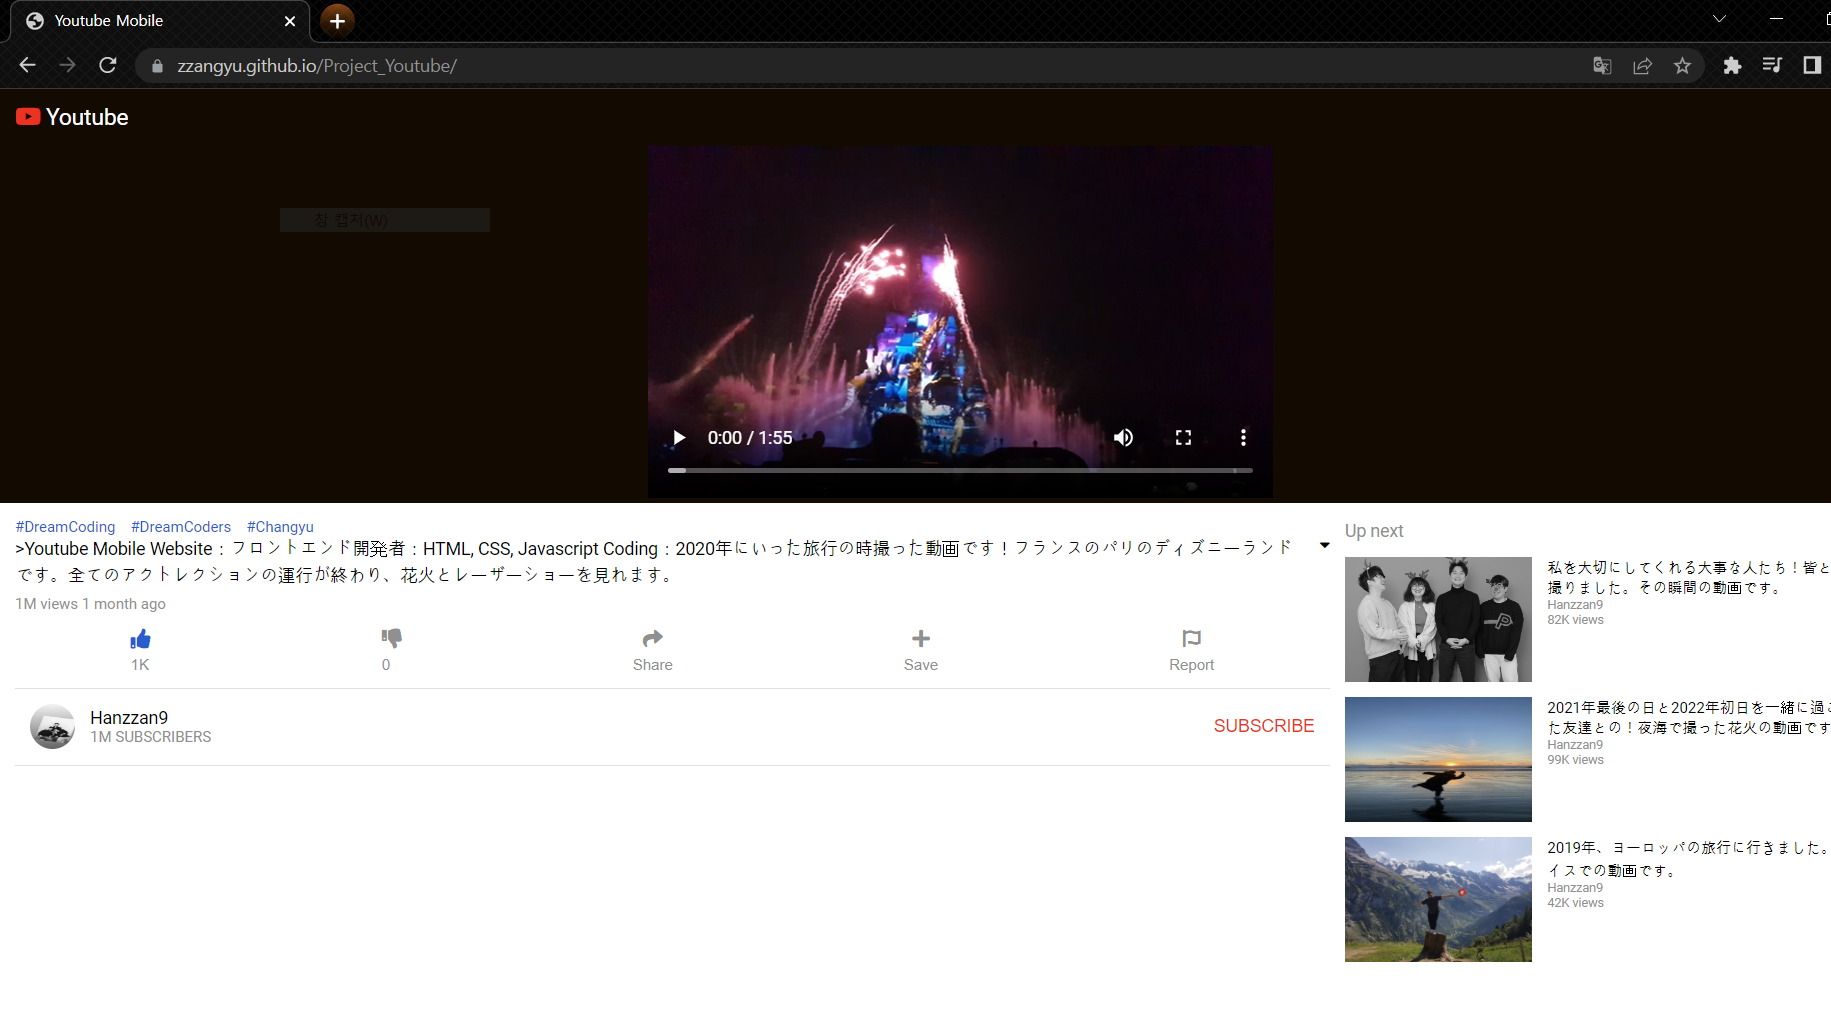 Youtube Mobile
zzangyu.github.io/Project_Youtube/
Youtube
창 캡처(W)
0:00 / 1:55
#DreamCoding #DreamCoders #Changyu
>Youtube Mobile Website : フロントエンド開発者 : HTML, CSS, Javascript Coding : 2020年にいった旅行の時撮った動画です！フランスのパリのディズニーランド
です。全てのアクトレクションの運行が終わり、花火とレーザーショーを見れます。
1M views 1 month ago
1K
0
Share
Save
Report
Hanzzan9
1M SUBSCRIBERS
SUBSCRIBE
Up next
私を大切にしてくれる大事な人たち！皆と
撮りました。その瞬間の動画です。
Hanzzan9
82K views
2021年最後の日と2022年初日を一緒に過ご
た友達との！夜海で撮った花火の動画です
Hanzzan9
99K views
2019年、ヨーロッパの旅行に行きました。
イスでの動画です。
Hanzzan9
42K views